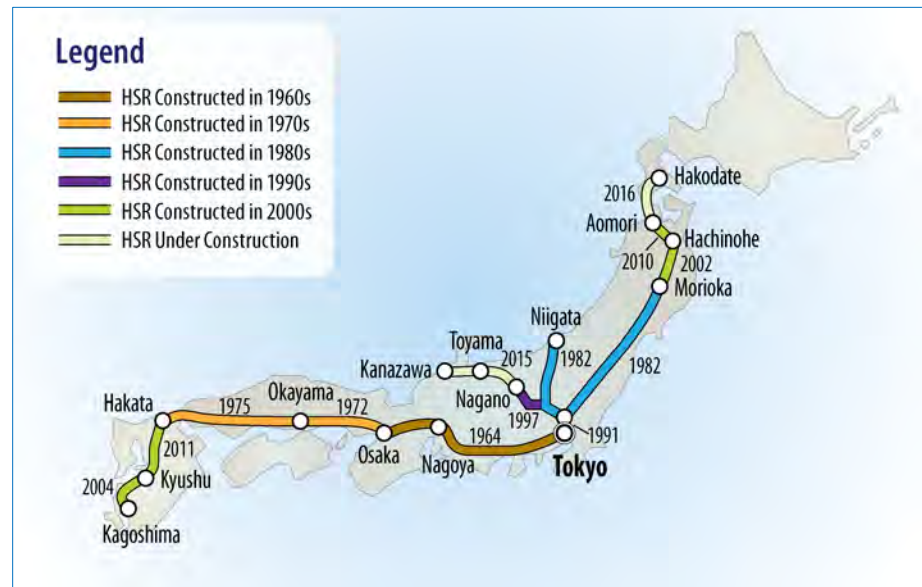 Legend
HSR Constructed in 1960s
HSR Constructed in 1970s
HSR Constructed in 1980s
HSR Constructed in 1990s
HSR Constructed in 2000s
HSR Under Construction
Hakodate
2016
Aomori
Hachinohe
2010
2002
Morioka
Niigata
Toyama
2015
1982
1982
Kanazawa
Nagano
1997
1991
Tokyo
Okayama
Hakata
1975
1972
1964
Osaka
Nagoya
2011
Kyushu
2004
Kagoshima